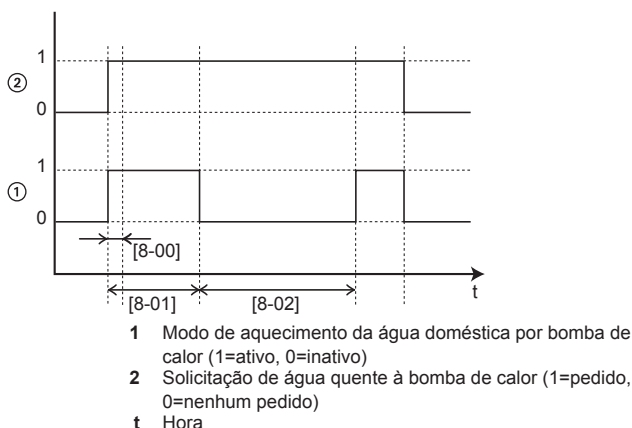 1
②
0
1
①
0
[8-00]
t
[8-01] [8-02]
1 Modo de aquecimento da água doméstica por bomba de
calor (1=ativo, 0=inativo)
2 Solicitação de água quente à bomba de calor (1=pedido,
0=nenhum pedido)
t Hora